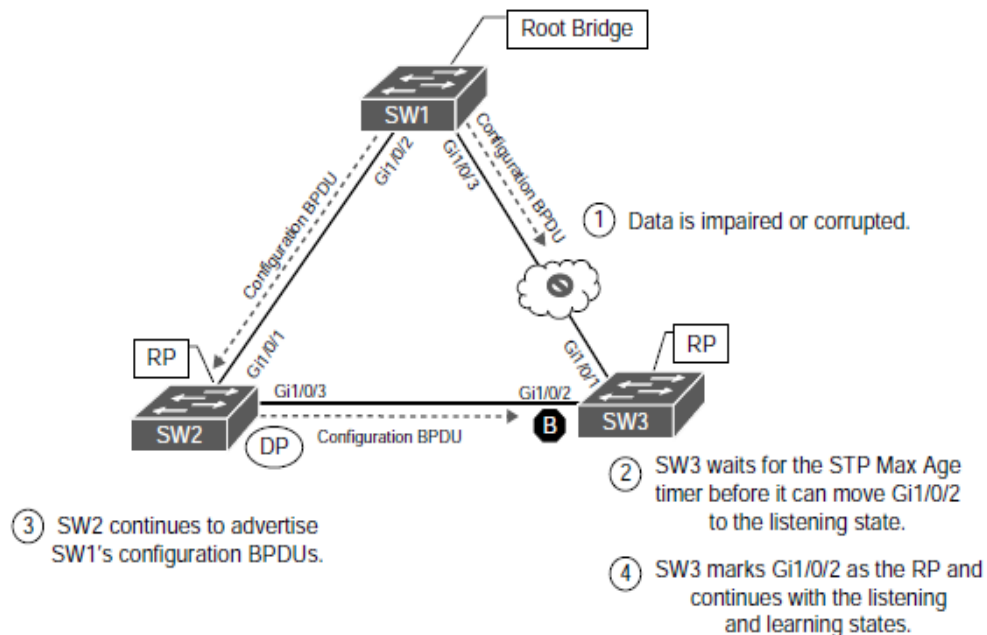 Root Bridge
SW1
Gi1/0/2
Gi1/0/3
Configuration BPDU
Configuration BPDU
1 Data is impaired or corrupted.
RP
Gi1/0/1
Gi1/0/1
RP
SW2
Gi1/0/3
Gi1/0/2
DP
Configuration BPDU
B
SW3
2 SW3 waits for the STP Max Age
timer before it can move Gi1/0/2
to the listening state.
3 SW2 continues to advertise
SW1's configuration BPDUs.
4 SW3 marks Gi1/0/2 as the RP and
continues with the listening
and learning states.